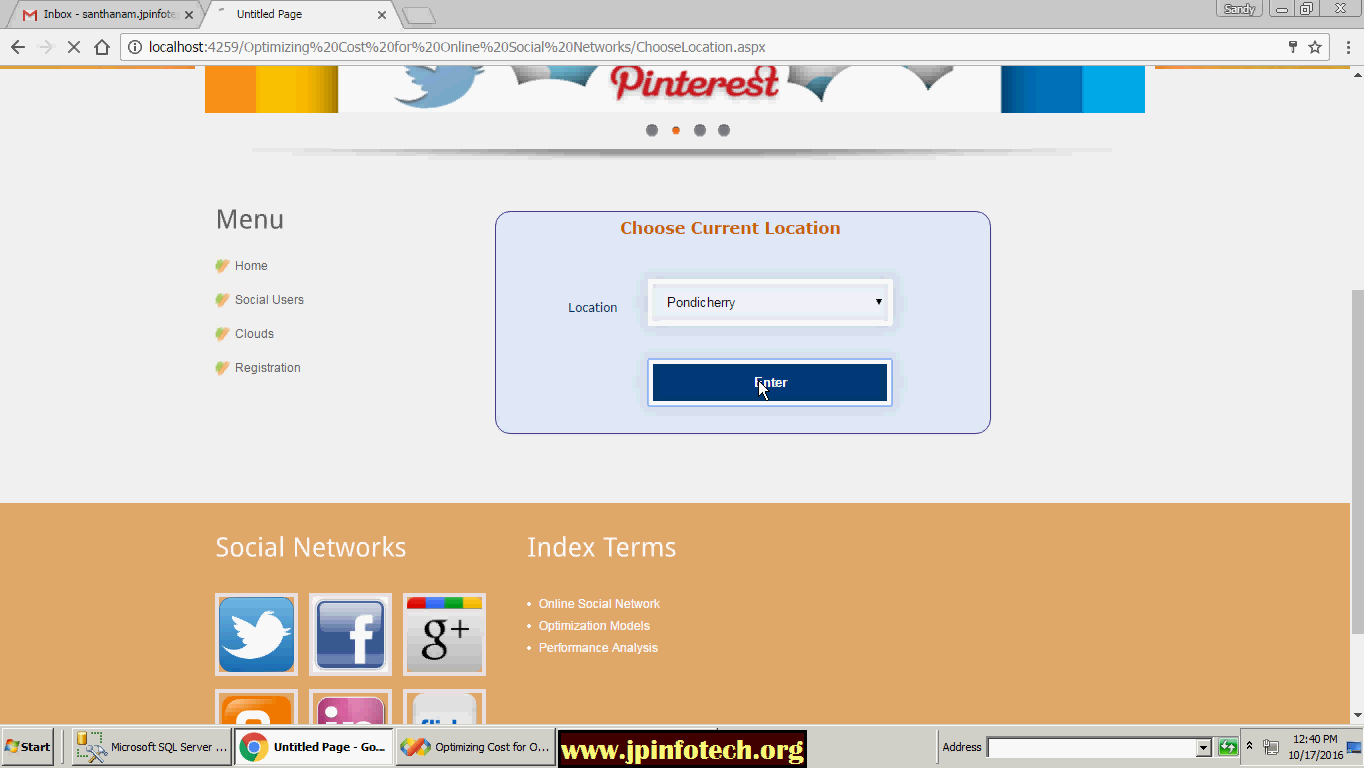 Inbox - santhanam.jpinfote
Untitled Page
Sandy
localhost:4259/Optimizing%20Cost%20for%20Online%20Social%20Networks/ChooseLocation.aspx
Pinterest
Menu
Home
Social Users
Clouds
Registration
Choose Current Location
Location
Pondicherry
Enter
Social Networks
Index Terms
Online Social Network
Optimization Models
Performance Analysis
f
g+
Start
Microsoft SQL Server ...
Untitled Page - Go...
Optimizing Cost for O...
www.jpinfotech.org
Address
12:40 PM
10/17/2016